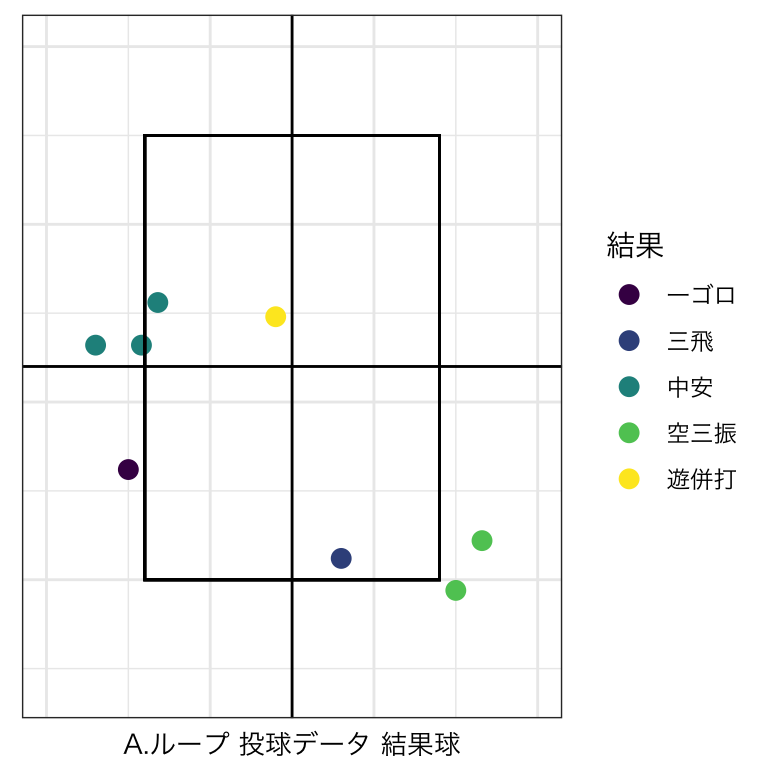 結果
一ゴロ
三飛
中安
空三振
遊併打
A.ループ 投球データ 結果球